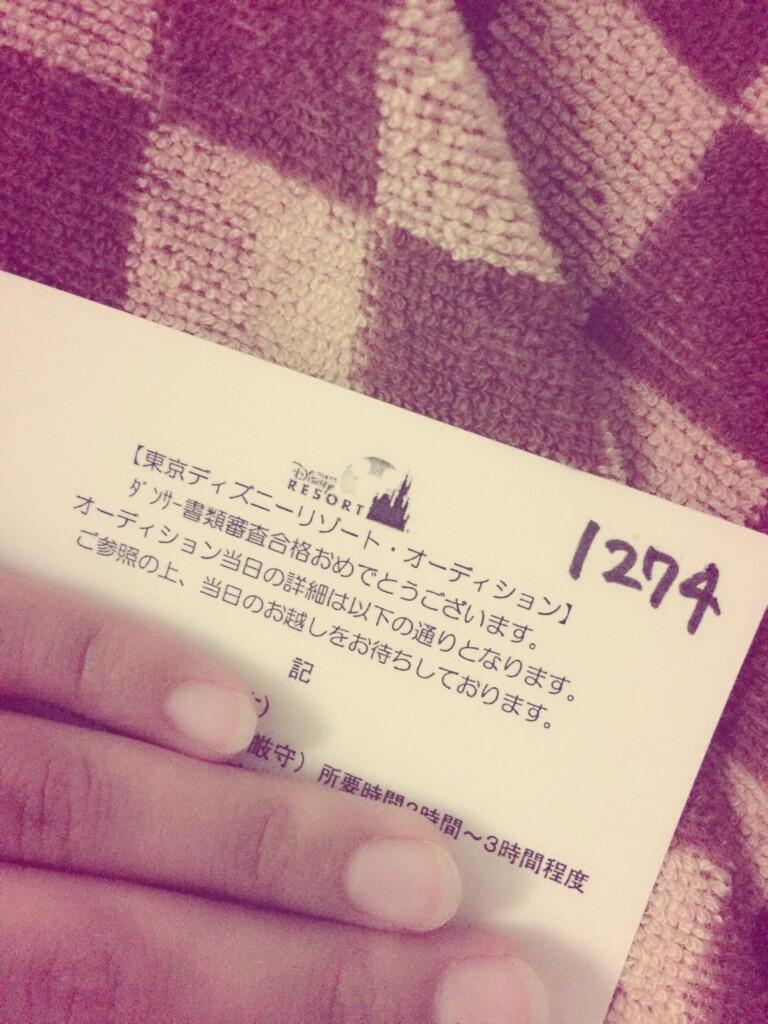 TOKYO
Disney
RESORT
1274
【東京ディズニーリゾート・オーディション】
ダンサー書類審査合格おめでとうございます。
オーディション当日の詳細は以下の通りとなります。
ご参照の上、当日のお越しをお待ちしております。
記
厳守）所要時間2時間～3時間程度